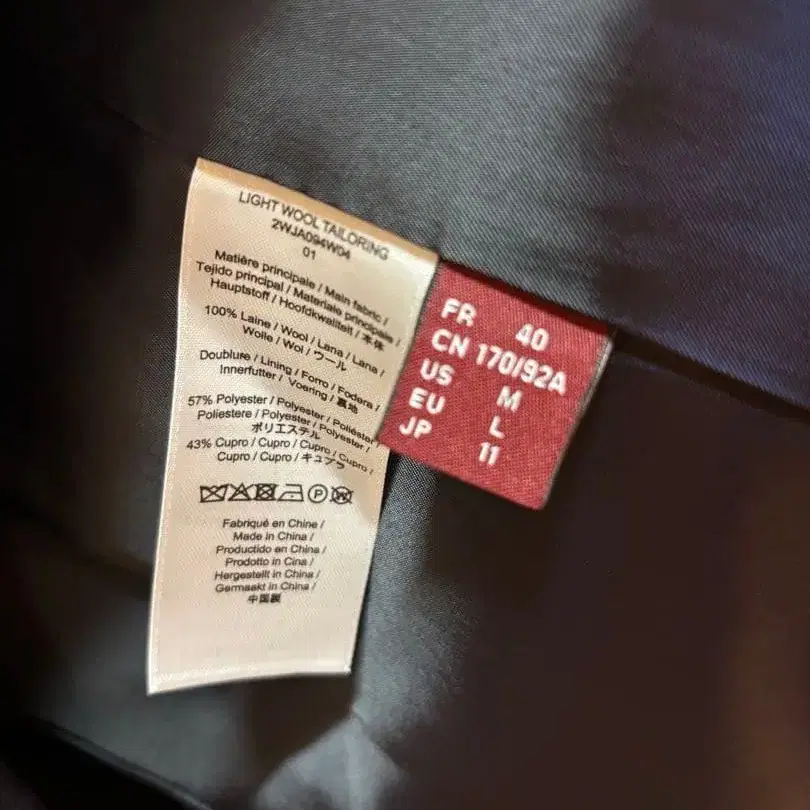 LIGHT WOOL TAILORING
2WJA094W04
01
Matière principale / Main fabric /
Tejido principal / Materiale principale /
Hauptstoff / Hoofdkwaliteit / 本体
100% Laine / Wool / Lana / Lana /
Wolle / Wol / ウール
Doublure / Lining / Forro / Fodera /
Innerfutter / Voering / 裏地
57% Polyester / Polyester / Poliéster
Poliestere / Polyester / Polyester /
ポリエステル
43% Cupro / Cupro / Cupro / Cupro /
Cupro / Cupro / キュプラ
P W
Fabriqué en Chine /
Made in China /
Productido en China /
Prodotto in Cina /
Hergestellt in China /
Gemaakt in China /
中国製
FR 40
CN 170/92A
US M
EU L
JP 11